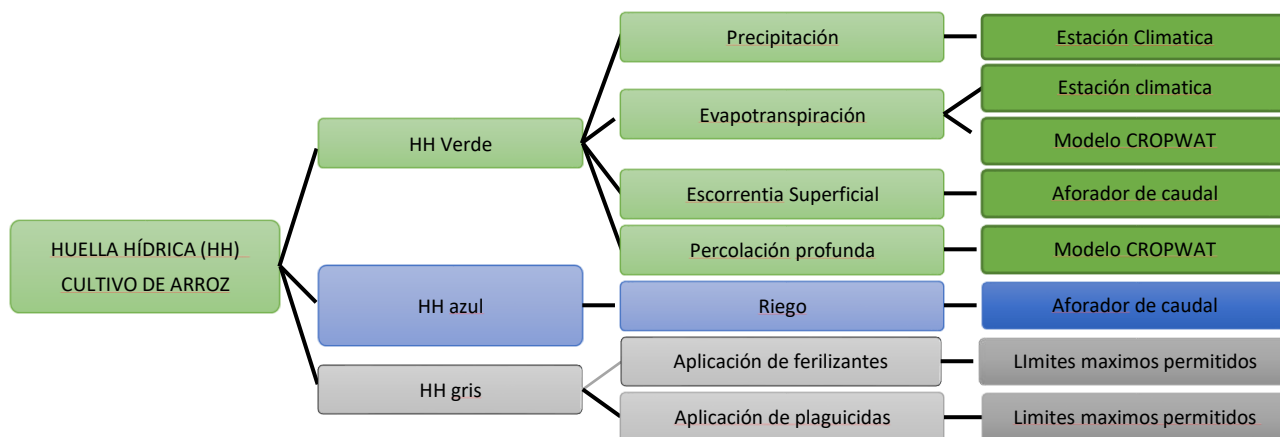 HUELLA HÍDRICA (HH)
CULTIVO DE ARROZ
HH Verde
Precipitación
Estación Climatica
Evapotranspiración
Estación climatica
Modelo CROPWAT
Escorrentia Superficial
Aforador de caudal
Percolación profunda
Modelo CROPWAT
HH azul
Riego
Aforador de caudal
HH gris
Aplicación de ferilizantes
LImites maximos permitidos
Aplicación de plaguicidas
Limites maximos permitidos